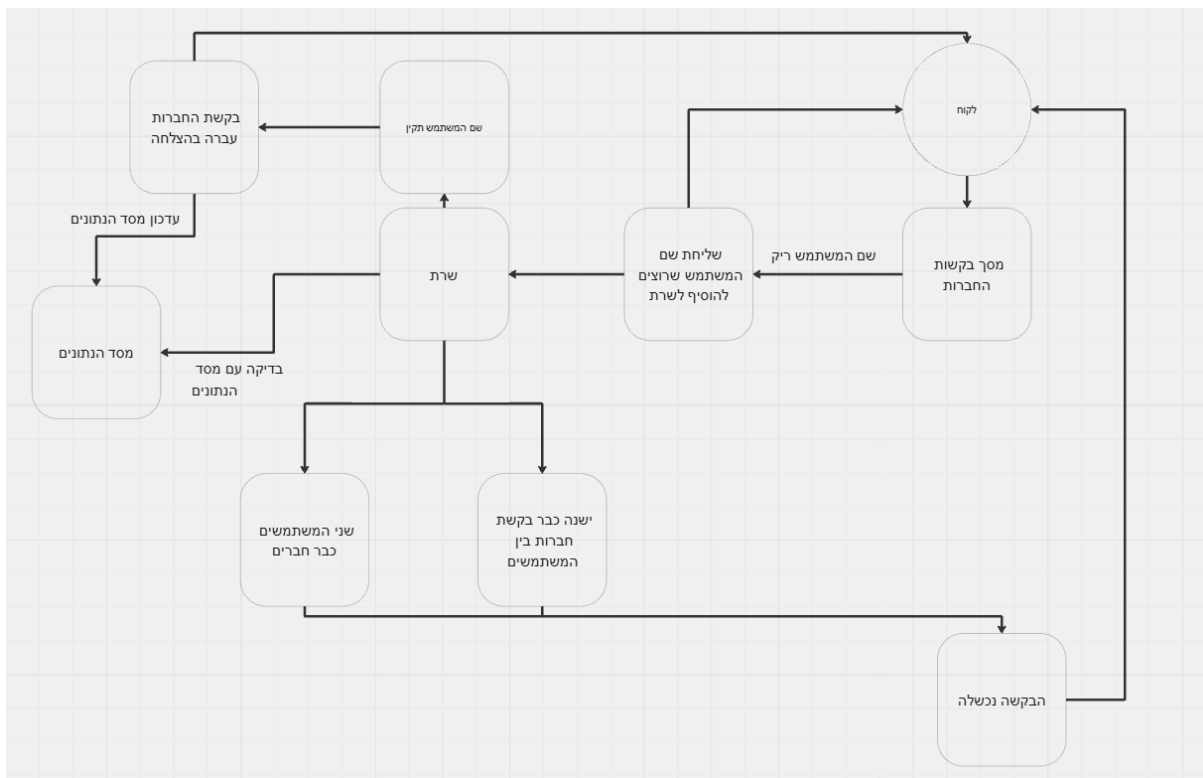 לקוח
בקשת החברות
עברה בהצלחה
שם המשתמש תקין
עדכון מסד הנתונים
שליחת שם
המשתמש שרוצים
להוסיף לשרת
שם המשתמש ריק
מסך בקשות
החברות
שרת
מסד הנתונים
בדיקה עם מסד
הנתונים
שני המשתמשים
כבר חברים
ישנה כבר בקשת
חברות בין
המשתמשים
הבקשה נכשלה